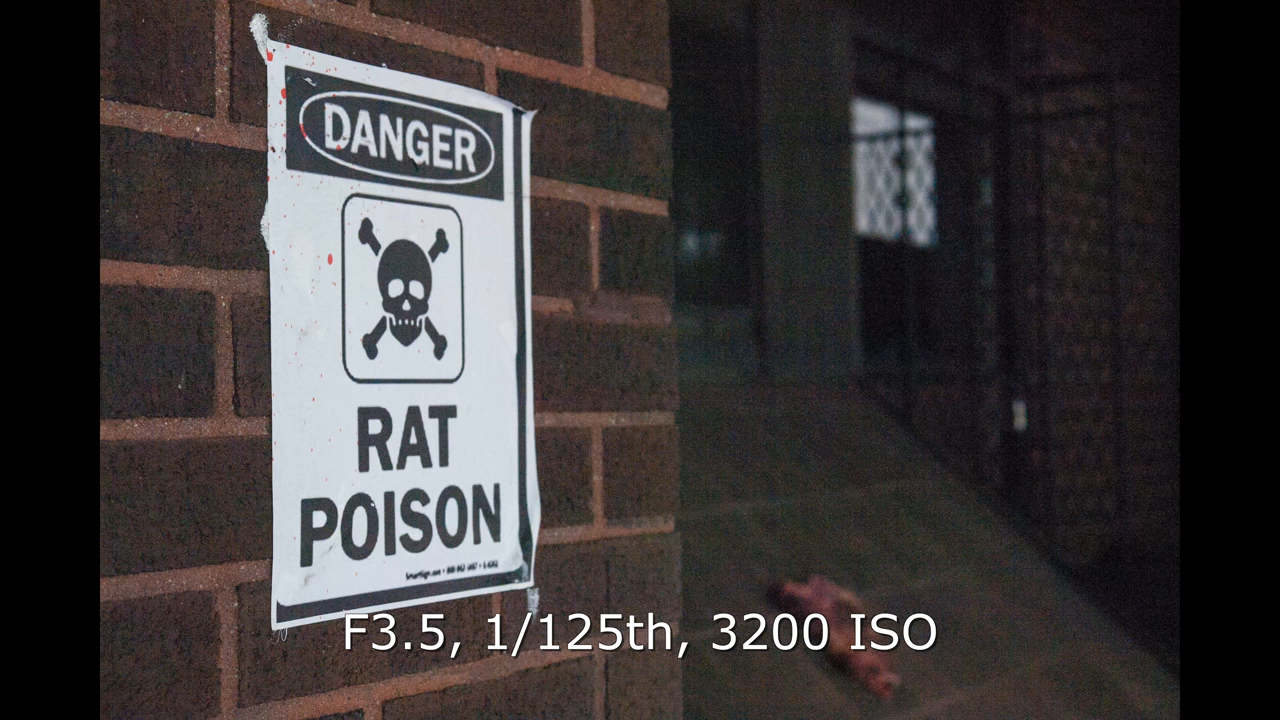 DANGER
RAT
POISON
F3.5, 1/125th, 3200 ISO